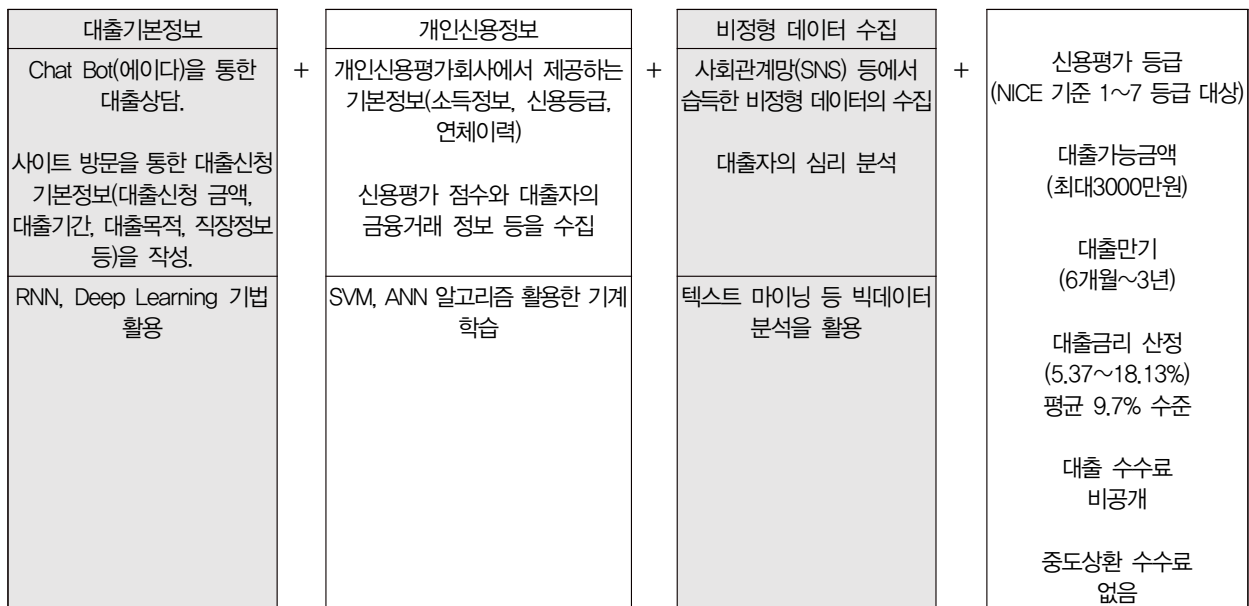 대출기본정보
Chat Bot(에이다)을 통한
대출상담.
사이트 방문을 통한 대출신청
기본정보(대출신청 금액,
대출기간, 대출목적, 직장정보
등)을 작성.
RNN, Deep Learning 기법
활용
+
개인신용정보
개인신용평가회사에서 제공하는
기본정보(소득정보, 신용등급,
연체이력)
신용평가 점수와 대출자의
금융거래 정보 등을 수집
SVM, ANN 알고리즘 활용한 기계
학습
+
비정형 데이터 수집
사회관계망(SNS) 등에서
습득한 비정형 데이터의 수집
대출자의 심리 분석
텍스트 마이닝 등 빅데이터
분석을 활용
+
신용평가 등급
(NICE 기준 1~7 등급 대상)
대출가능금액
(최대3000만원)
대출만기
(6개월~3년)
대출금리 산정
(5.37~18.13%)
평균 9.7% 수준
대출 수수료
비공개
중도상환 수수료
없음